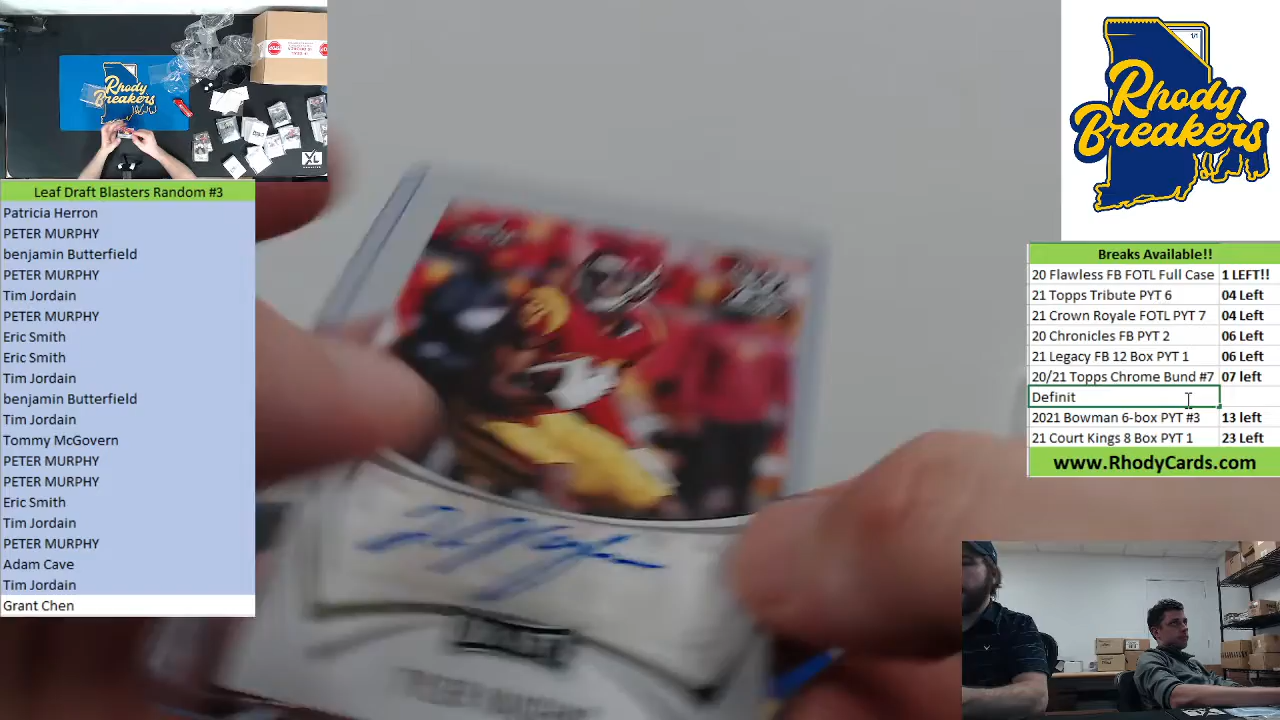 Rhody
Breakers
Leaf Draft Blasters Random #3
Patricia Herron
PETER MURPHY
benjamin Butterfield
PETER MURPHY
Tim Jordain
PETER MURPHY
Eric Smith
Eric Smith
Tim Jordain
benjamin Butterfield
Tim Jordain
Tommy McGovern
PETER MURPHY
PETER MURPHY
Eric Smith
Tim Jordain
PETER MURPHY
Adam Cave
Tim Jordain
Grant Chen
XL
1/1
Rhody
Breakers
Breaks Available!!
20 Flawless FB FOTL Full Case 1 LEFT!!
21 Topps Tribute PYT 6 04 Left
21 Crown Royale FOTL PYT 7 04 Left
20 Chronicles FB PYT 2 06 Left
21 Legacy FB 12 Box PYT 1 06 Left
20/21 Topps Chrome Bund #7 07 left
Definit
2021 Bowman 6-box PYT #3 13 left
21 Court Kings 8 Box PYT 1 23 Left
www.RhodyCards.com